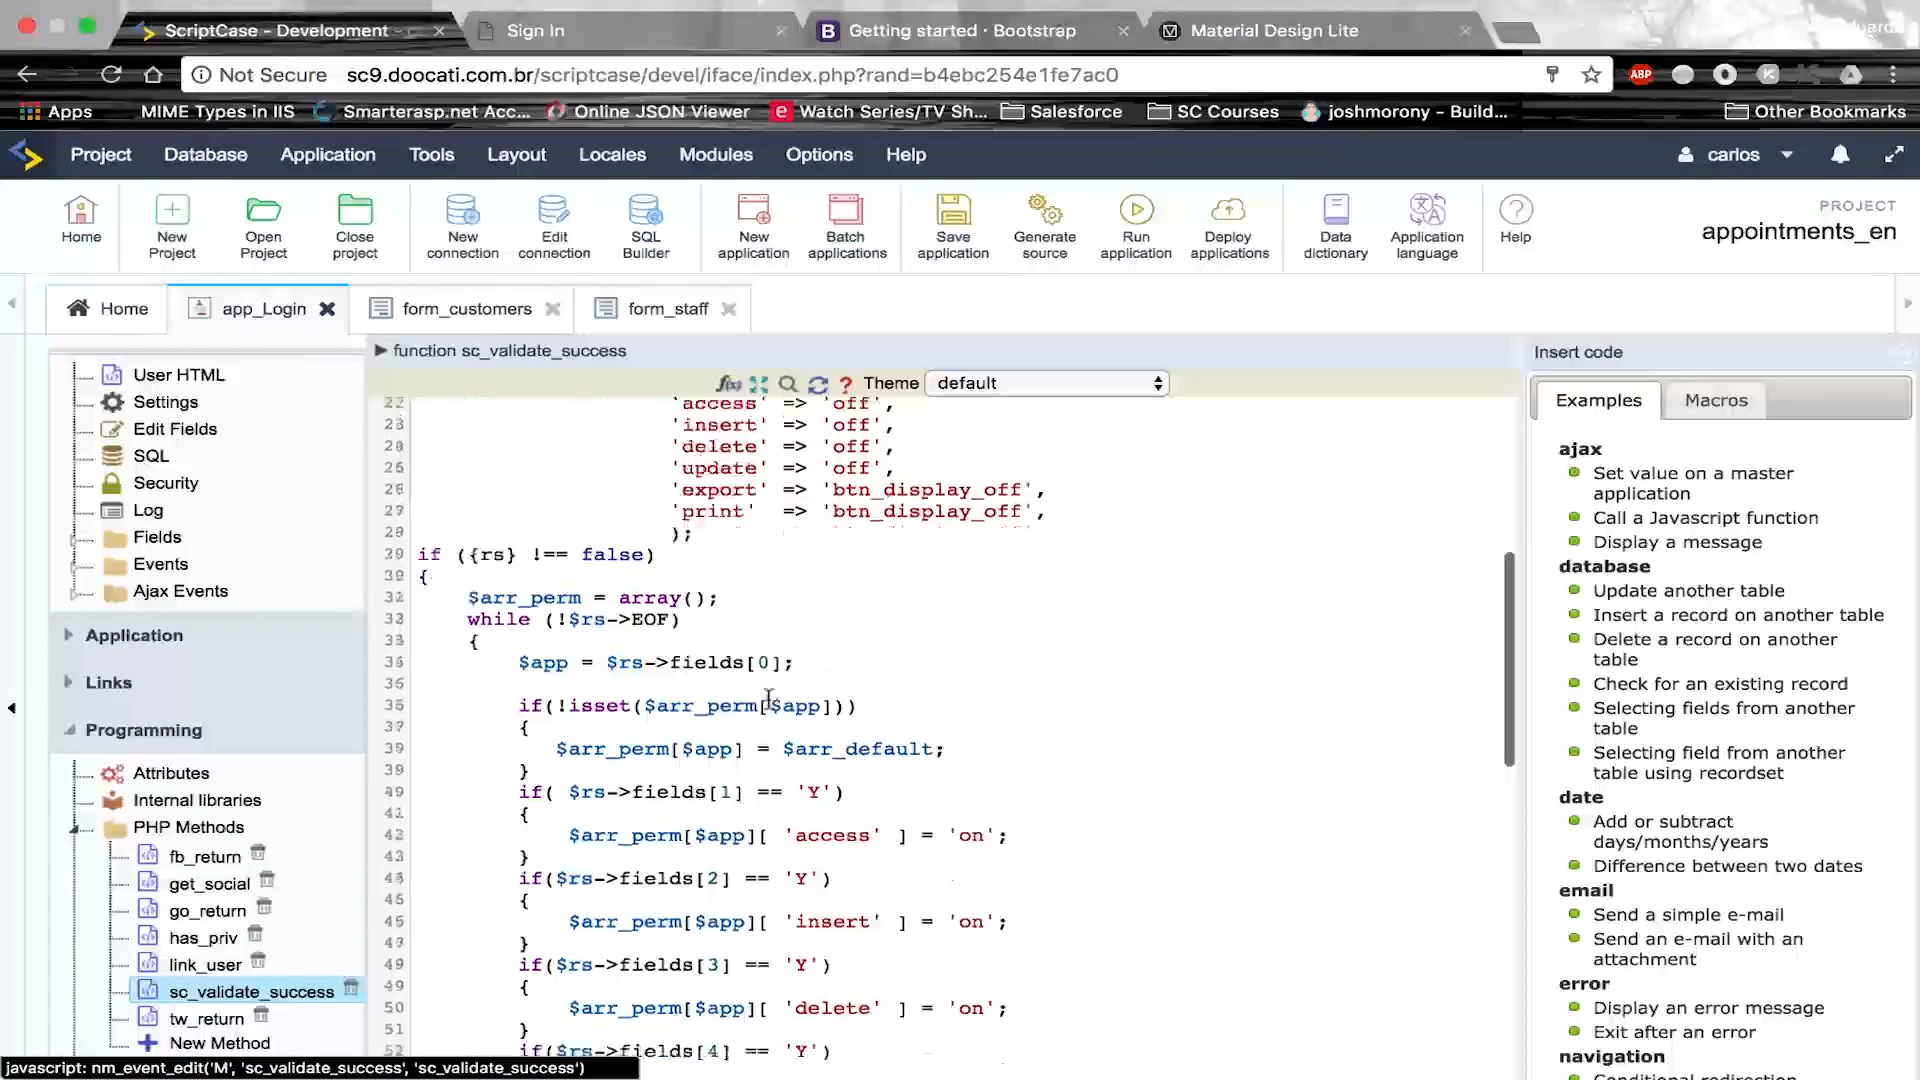 ScriptCase - Development -
Sign In
B Getting started · Bootstrap
Material Design Lite
Not Secure sc9.doocati.com.br/scriptcase/devel/iface/index.php?rand=b4ebc254e1fe7ac0
ABP
Apps MIME Types in IIS Smarterasp.net Acc... Online JSON Viewer Watch Series/TV Sh... Salesforce SC Courses joshmorony - Build... Other Bookmarks
Project Database Application Tools Layout Locales Modules Options Help carlos
Home
New Project
Open Project
Close project
New connection
Edit connection
SQL Builder
New application
Batch applications
Save application
Generate source
Run application
Deploy applications
Data dictionary
Application language
Help
PROJECT
appointments_en
Home app_Login form_customers form_staff
User HTML
Settings
Edit Fields
SQL
Security
Log
Fields
Events
Ajax Events
Application
Links
Programming
Attributes
Internal libraries
PHP Methods
fb_return
get_social
go_return
has_priv
link_user
sc_validate_success
tw_return
New Method
function sc_validate_success
Theme default
'access' => 'off',
'insert' => 'off',
'delete' => 'off',
'update' => 'off',
'export' => 'btn_display_off',
'print' => 'btn_display_off',
);
if ({rs} !== false)
{
$arr_perm = array();
while (!$rs->EOF)
{
$app = $rs->fields[0];
if(!isset($arr_perm[$app]))
{
$arr_perm[$app] = $arr_default;
}
if( $rs->fields[1] == 'Y')
{
$arr_perm[$app][ 'access' ] = 'on';
}
if($rs->fields[2] == 'Y')
{
$arr_perm[$app][ 'insert' ] = 'on';
}
if($rs->fields[3] == 'Y')
{
$arr_perm[$app][ 'delete' ] = 'on';
}
if($rs->fields[4] == 'Y')
Insert code
Examples Macros
ajax
Set value on a master
application
Call a Javascript function
Display a message
database
Update another table
Insert a record on another table
Delete a record on another
table
Check for an existing record
Selecting fields from another
table
Selecting field from another
table using recordset
date
Add or subtract
days/months/years
Difference between two dates
email
Send a simple e-mail
Send an e-mail with an
attachment
error
Display an error message
Exit after an error
navigation
Conditional redirection
javascript: nm_event_edit('M', 'sc_validate_success', 'sc_validate_success')